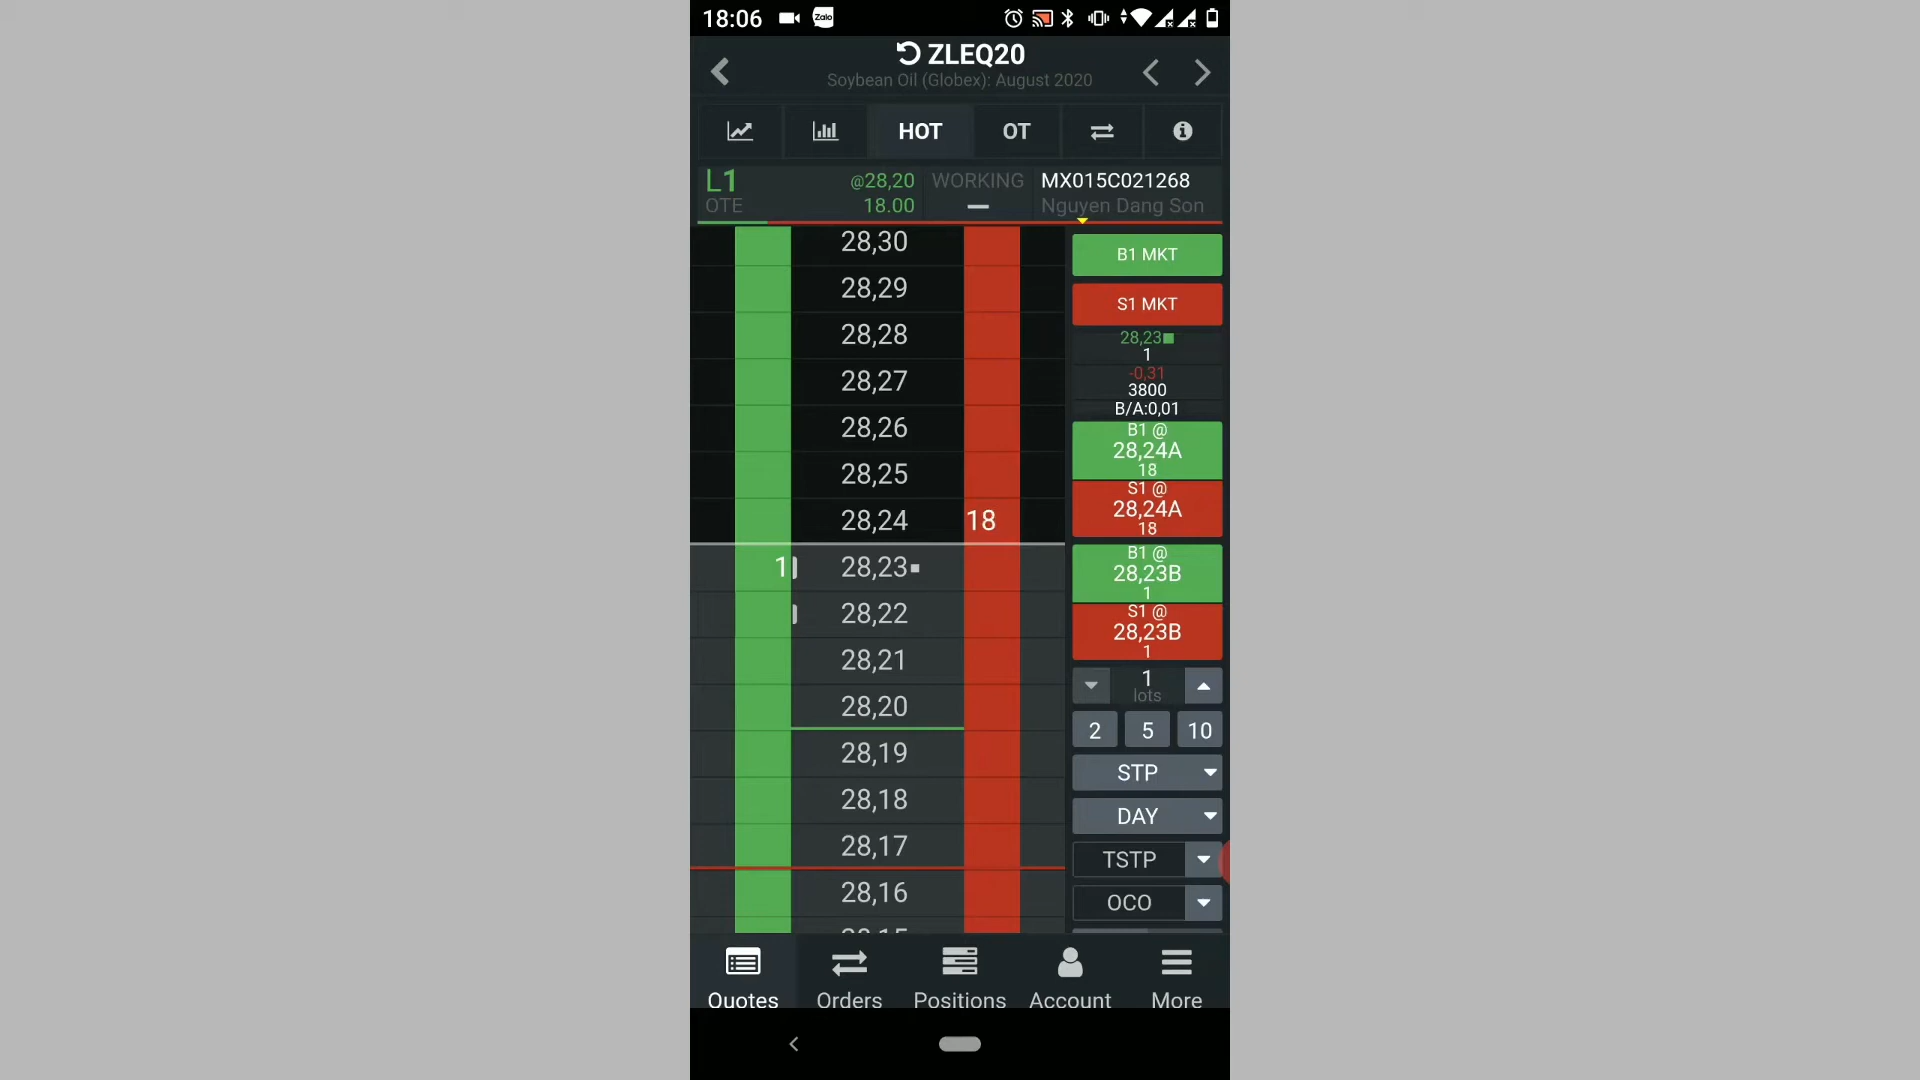 18:06 Zalo
ZLEQ20
Soybean Oil (Globex): August 2020
HOT OT
L1 @28,20 WORKING MX015C021268
OTE 18.00 — Nguyen Dang Son
28,30
28,29
28,28
28,27
28,26
28,25
28,24 18
1 28,23
28,22
28,21
28,20
28,19
28,18
28,17
28,16
28,15
B1 MKT
S1 MKT
28,23
1
-0,31
3800
B/A:0,01
B1 @
28,24A
18
S1 @
28,24A
18
B1 @
28,23B
1
S1 @
28,23B
1
1
lots
2 5 10
STP
DAY
TSTP
OCO
Quotes Orders Positions Account More